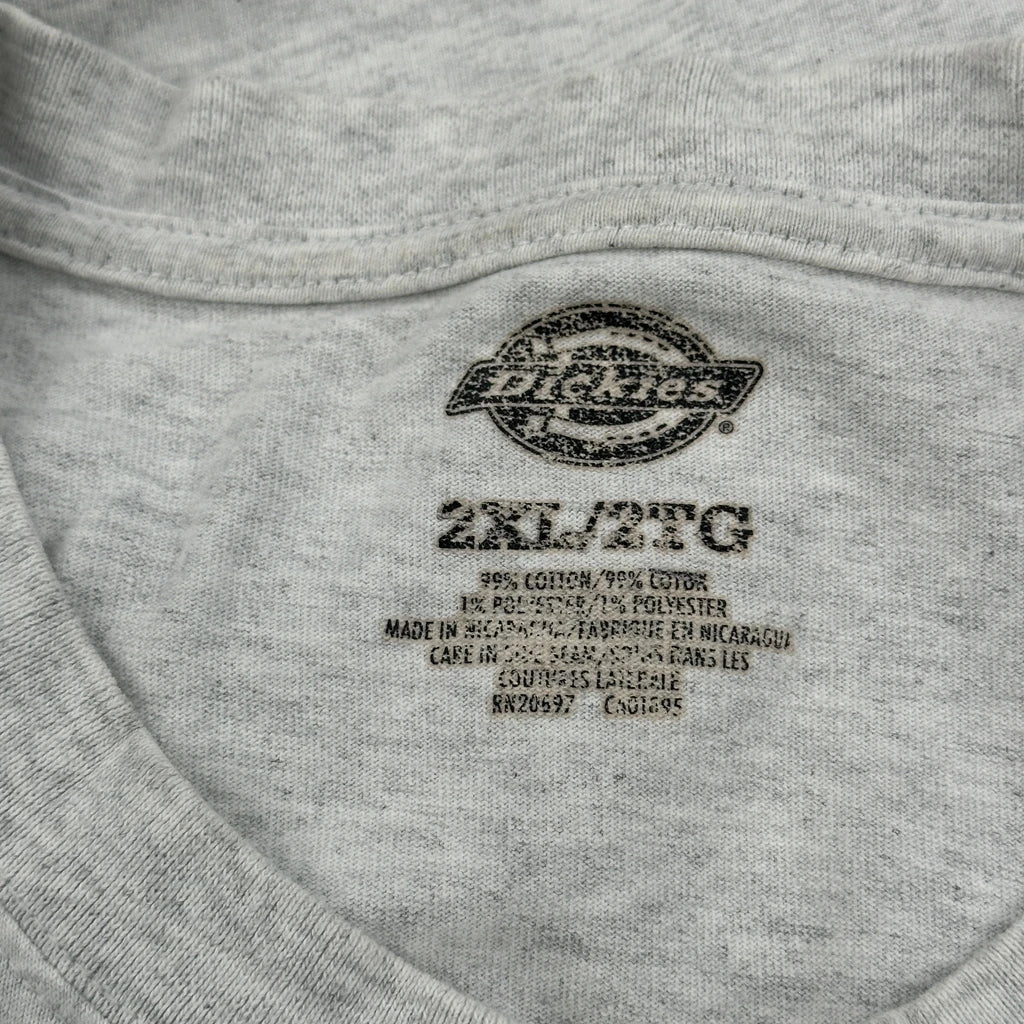 Dickies
®
2XL/2TG
99% COTTON/99% COTON
1% POLYESTER/1% POLYESTER
MADE IN NICARAGUA/FABRIQUE EN NICARAGUA
CARE IN SIDE SEAM/SOINS DANS LES
COUTURES LATERALE
RN20697 CA01895